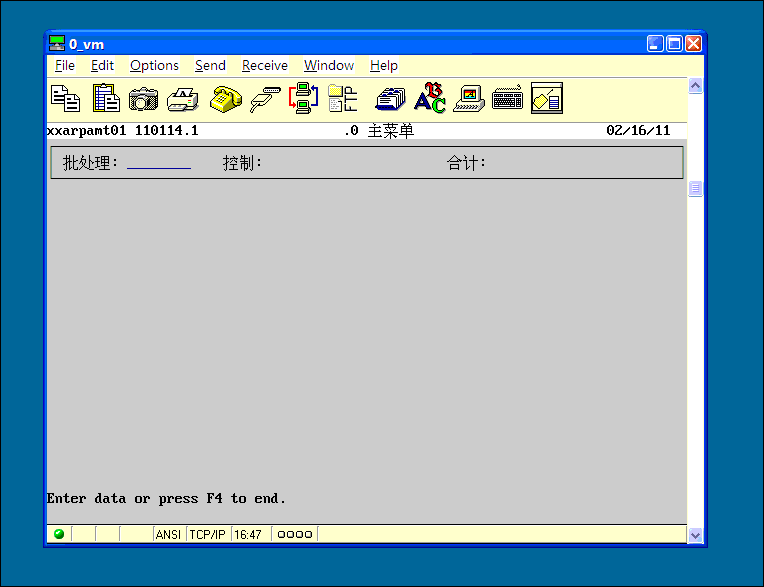 0_vm
File Edit Options Send Receive Window Help
xxarpamt01 110114.1 .0 主菜单 02/16/11
批处理: 控制: 合计:
Enter data or press F4 to end.
ANSI TCP/IP 16:47